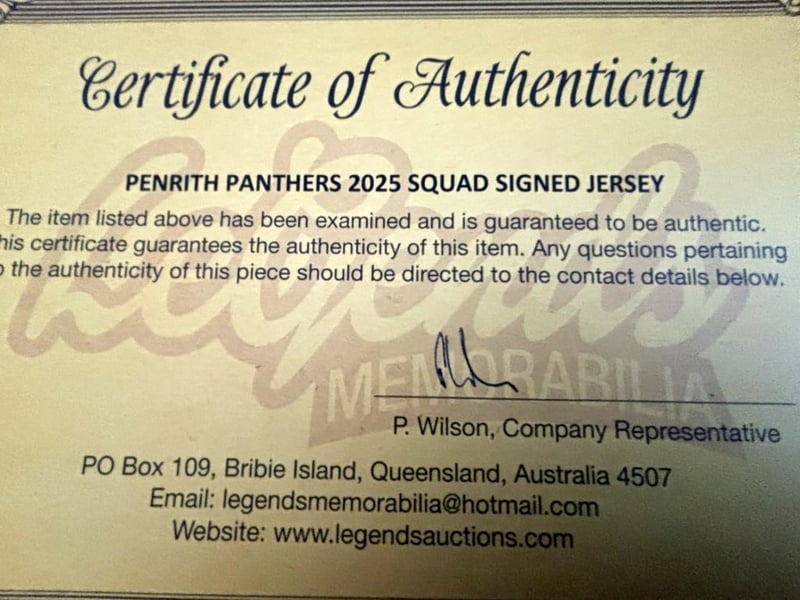 Certificate of Authenticity
PENRITH PANTHERS 2025 SQUAD SIGNED JERSEY
The item listed above has been examined and is guaranteed to be authentic.
his certificate guarantees the authenticity of this item. Any questions pertaining
o the authenticity of this piece should be directed to the contact details below.
Legends
MEMORABILIA
P. Wilson, Company Representative
PO Box 109, Bribie Island, Queensland, Australia 4507
Email: legendsmemorabilia@hotmail.com
Website: www.legendsauctions.com